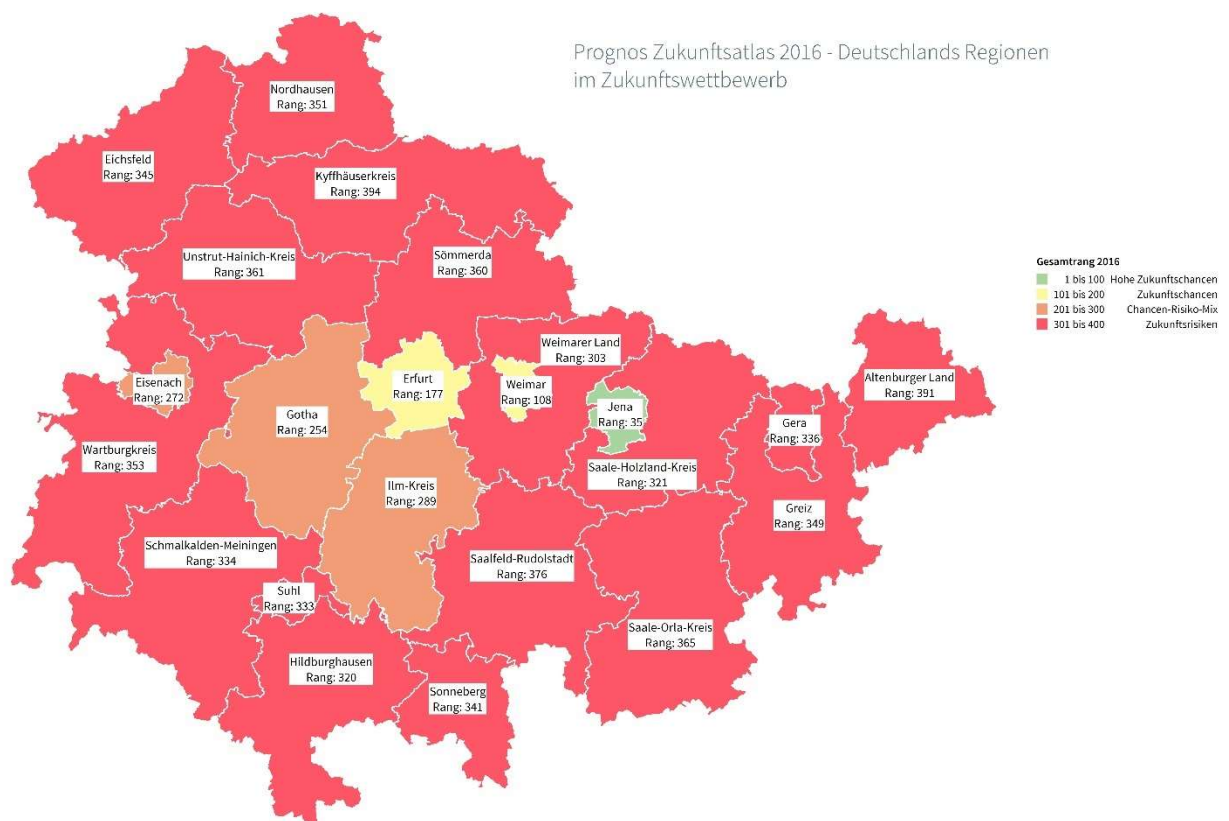 Prognos Zukunftsatlas 2016 - Deutschlands Regionen
im Zukunftswettbewerb
Nordhausen
Rang: 351
Eichsfeld
Rang: 345
Kyffhäuserkreis
Rang: 394
Unstrut-Hainich-Kreis
Rang: 361
Sömmerda
Rang: 360
Gesamtrang 2016
1 bis 100 Hohe Zukunftschancen
101 bis 200 Zukunftschancen
201 bis 300 Chancen-Risiko-Mix
301 bis 400 Zukunftsrisiken
Weimarer Land
Rang: 303
Eisenach
Rang: 272
Erfurt
Rang: 177
Weimar
Rang: 108
Altenburger Land
Rang: 391
Gotha
Rang: 254
Jena
Rang: 35
Gera
Rang: 336
Wartburgkreis
Rang: 353
Saale-Holzland-Kreis
Rang: 321
Ilm-Kreis
Rang: 289
Greiz
Rang: 349
Schmalkalden-Meiningen
Rang: 334
Saalfeld-Rudolstadt
Rang: 376
Suhl
Rang: 333
Saale-Orla-Kreis
Rang: 365
Hildburghausen
Rang: 320
Sonneberg
Rang: 341